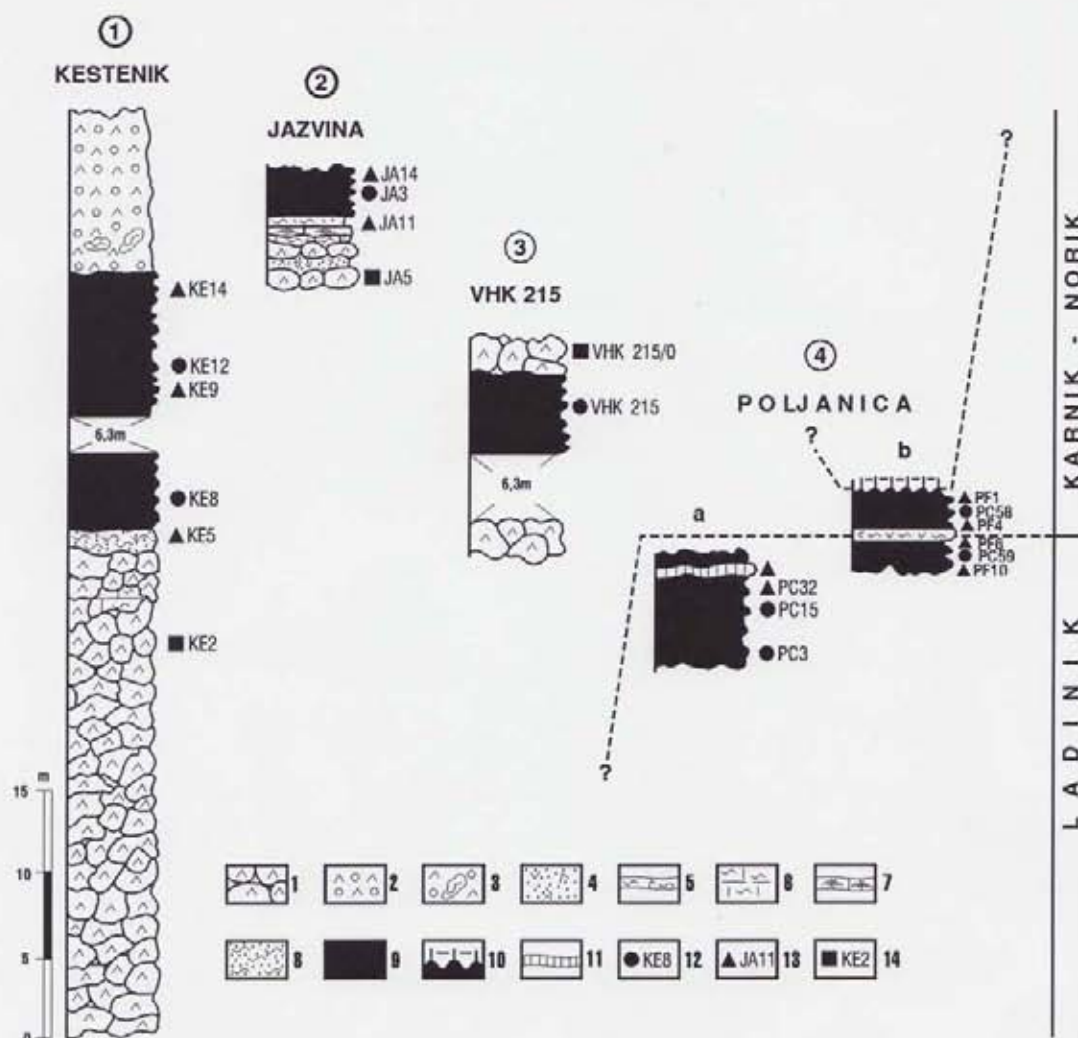 1
KESTENIK
2
JAZVINA
▲JA14
●JA3
▲JA11
■JA5
3
VHK 215
■VHK 215/0
●VHK 215
6,3m
4
POLJANICA
?
?
b
▲PF1
●PC58
▲PF4
▲PF6
●PC59
▲PF10
a
▲PC32
●PC15
●PC3
?
▲KE14
●KE12
▲KE9
6,3m
●KE8
▲KE5
■KE2
m
15
10
5
0
1
2
3
4
5
6
7
8
9
10
11
●KE8 12
▲JA11 13
■KE2 14
KARNIK - NORIK
LADINIK